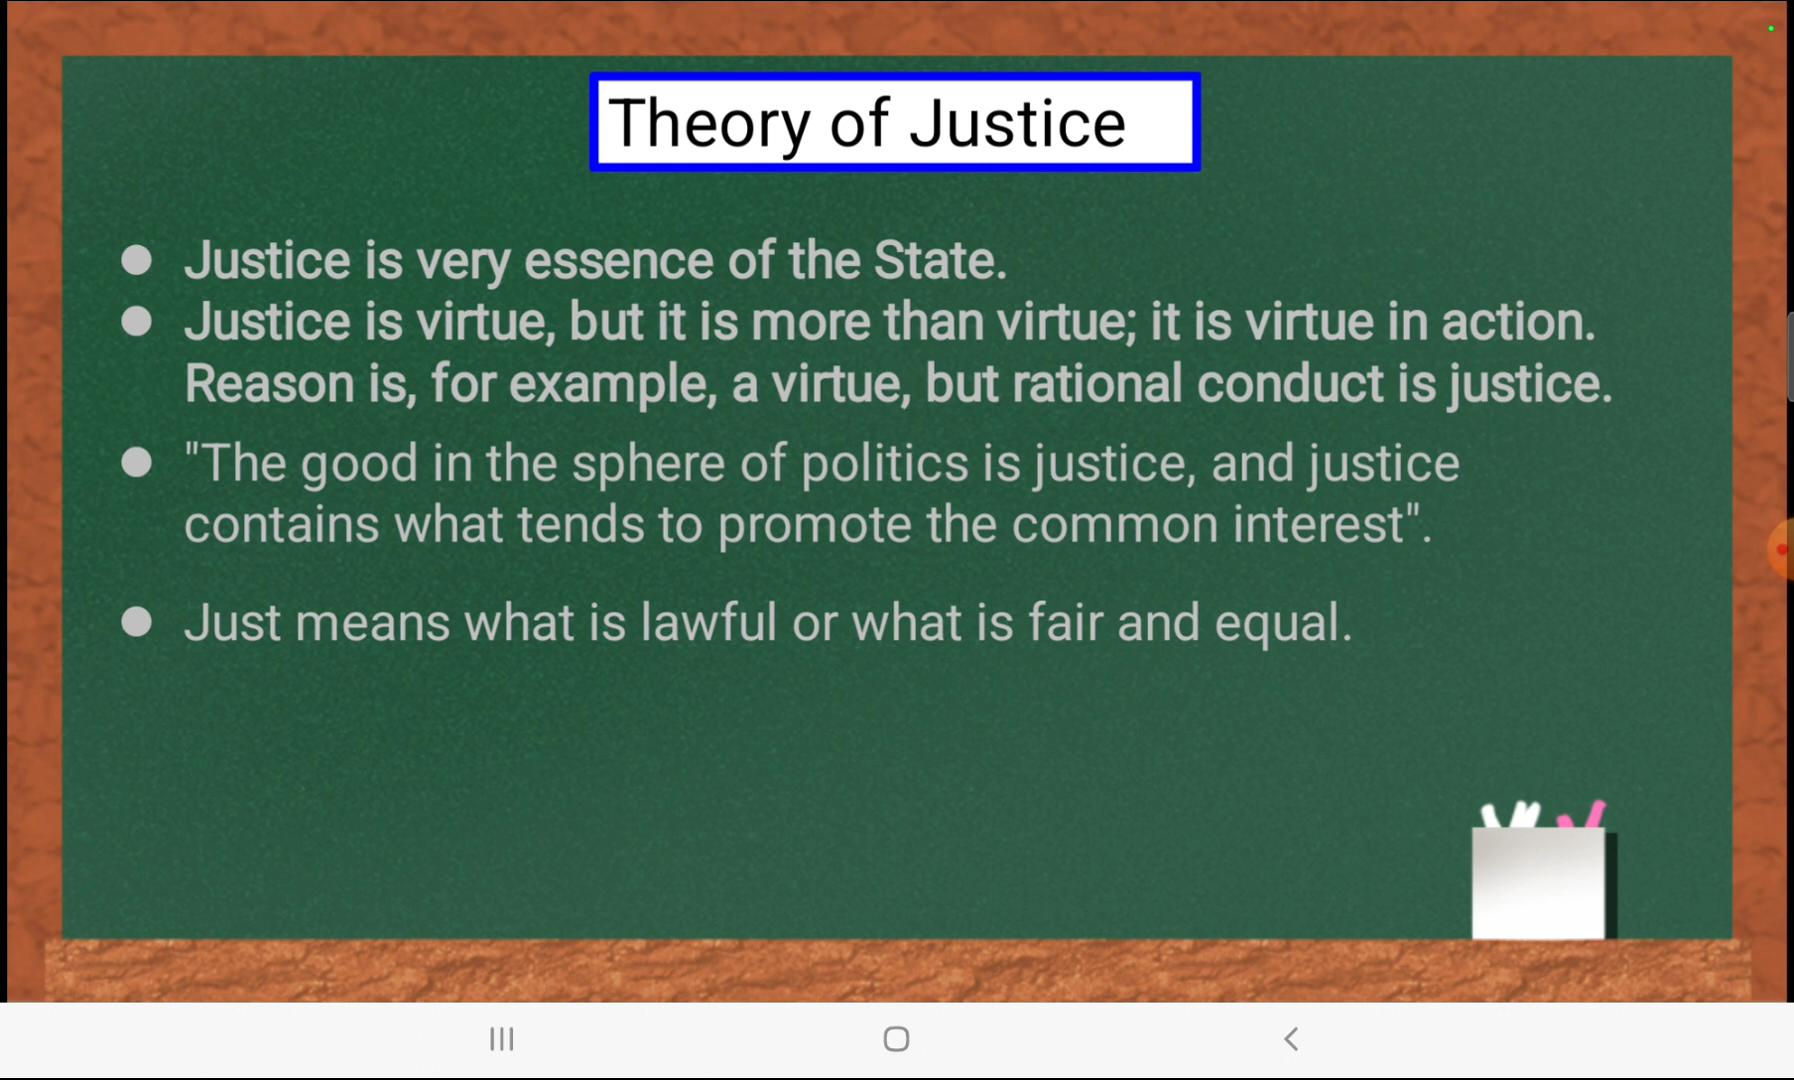 Theory of Justice
● Justice is very essence of the State.
● Justice is virtue, but it is more than virtue; it is virtue in action.
Reason is, for example, a virtue, but rational conduct is justice.
● "The good in the sphere of politics is justice, and justice
contains what tends to promote the common interest".
● Just means what is lawful or what is fair and equal.